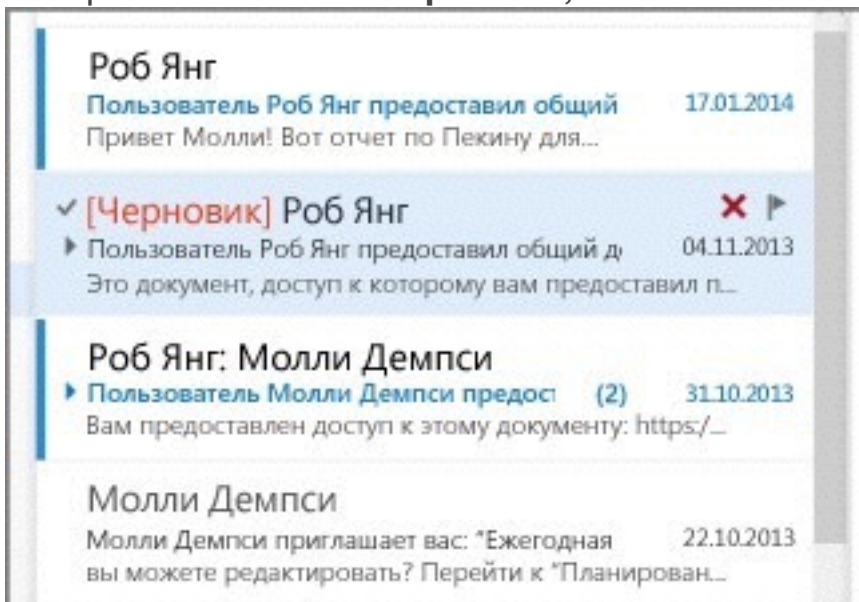 Роб Янг
Пользователь Роб Янг предоставил общий 17.01.2014
Привет Молли! Вот отчет по Пекину для...
[Черновик] Роб Янг
Пользователь Роб Янг предоставил общий 04.11.2013
Это документ, доступ к которому вам предоставил п...
Роб Янг: Молли Демпси
Пользователь Молли Демпси предост (2) 31.10.2013
Вам предоставлен доступ к этому документу: https:/...
Молли Демпси
Молли Демпси приглашает вас: "Ежегодная 22.10.2013
вы можете редактировать? Перейти к "Планирован...